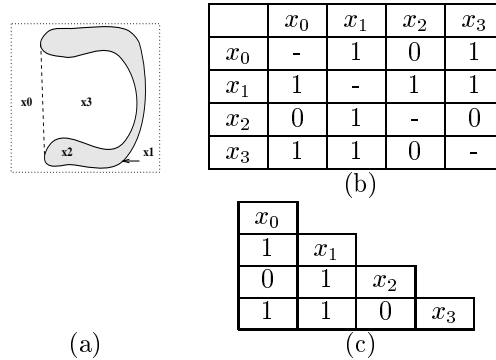 x0
x3
x2
x1
(a)
x₀ x₁ x₂ x₃
x₀ - 1 0 1
x₁ 1 - 1 1
x₂ 0 1 - 0
x₃ 1 1 0 -
(b)
x₀
1 x₁
0 1 x₂
1 1 0 x₃
(c)